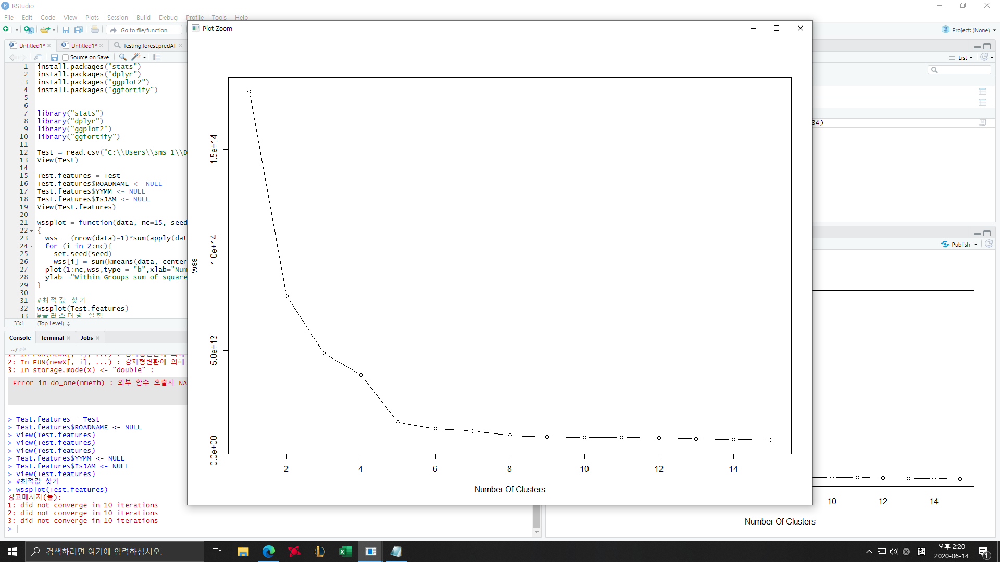 RStudio
File Edit Code View Plots Session Build Debug Profile Tools Help
Go to file/function
Project: (None)
Plot Zoom
Untitled1* Untitled1* Testing.forest.predAll
Source on Save
List
1 install.packages("stats")
2 install.packages("dplyr")
3 install.packages("ggplot2")
4 install.packages("ggfortify")
5
6
7 library("stats")
8 library("dplyr")
9 library("ggplot2")
10 library("ggfortify")
11
12 Test = read.csv("C:\\Users\\sms_1\\D
13 View(Test)
14
15 Test.features = Test
16 Test.features$ROADNAME <- NULL
17 Test.features$YYMM <- NULL
18 Test.features$IsJAM <- NULL
19 View(Test.features)
20
21 wssplot = function(data, nc=15, seed
22 {
23 wss = (nrow(data)-1)*sum(apply(dat
24 for (i in 2:nc){
25 set.seed(seed)
26 wss[i] = sum(kmeans(data, center
27 plot(1:nc,wss,type = "b",xlab="Num
28 ylab ="Within Groups sum of square
29 }
30
31 #최적값 찾기
32 wssplot(Test.features)
33 #클러스터링 실행
33:1 (Top Level)
Console Terminal Jobs
~/
1: In FUN(newX[, i], ...) : 강제형변환에 의해
2: In FUN(newX[, i], ...) : 강제형변환에 의해
3: In storage.mode(x) <- "double" :
Error in do_one(nmeth) : 외부 함수 호출시 NA
> Test.features = Test
> Test.features$ROADNAME <- NULL
> View(Test.features)
> View(Test.features)
> View(Test.features)
> Test.features$YYMM <- NULL
> Test.features$IsJAM <- NULL
> View(Test.features)
> #최적값 찾기
> wssplot(Test.features)
경고메시지(들):
1: did not converge in 10 iterations
2: did not converge in 10 iterations
3: did not converge in 10 iterations
>
wss
1.5e+14
1.0e+14
5.0e+13
0.0e+00
2 4 6 8 10 12 14
Number Of Clusters
34)
Publish
10 12 14
Number Of Clusters
검색하려면 여기에 입력하십시오.
한
오후 2:20
2020-06-14
1